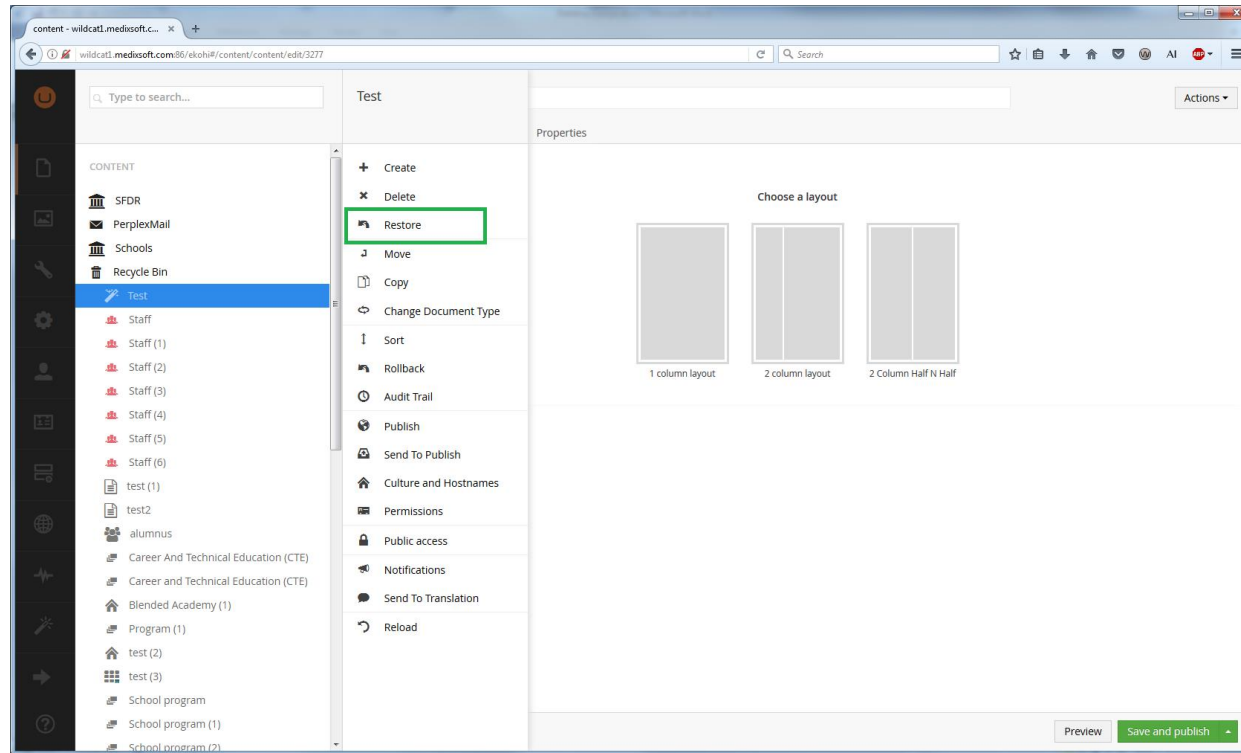 content - wildcat1.medixsoft.c... × +
wildcat1.medixsoft.com:86/ekohi#/content/content/edit/3277
Search
AI
ABP
Type to search...
Test
Actions
Properties
CONTENT
SFDR
PerplexMail
Schools
Recycle Bin
Test
Staff
Staff (1)
Staff (2)
Staff (3)
Staff (4)
Staff (5)
Staff (6)
test (1)
test2
alumnus
Career And Technical Education (CTE)
Career and Technical Education (CTE)
Blended Academy (1)
Program (1)
test (2)
test (3)
School program
School program (1)
School program (2)
Create
Delete
Restore
Move
Copy
Change Document Type
Sort
Rollback
Audit Trail
Publish
Send To Publish
Culture and Hostnames
Permissions
Public access
Notifications
Send To Translation
Reload
Choose a layout
1 column layout
2 column layout
2 Column Half N Half
Preview
Save and publish